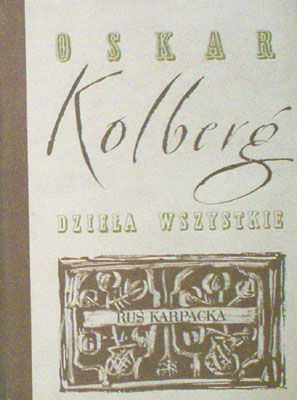 OSKAR
Kolberg
DZIEŁA WSZYSTKIE
RUŚ KARPACKA